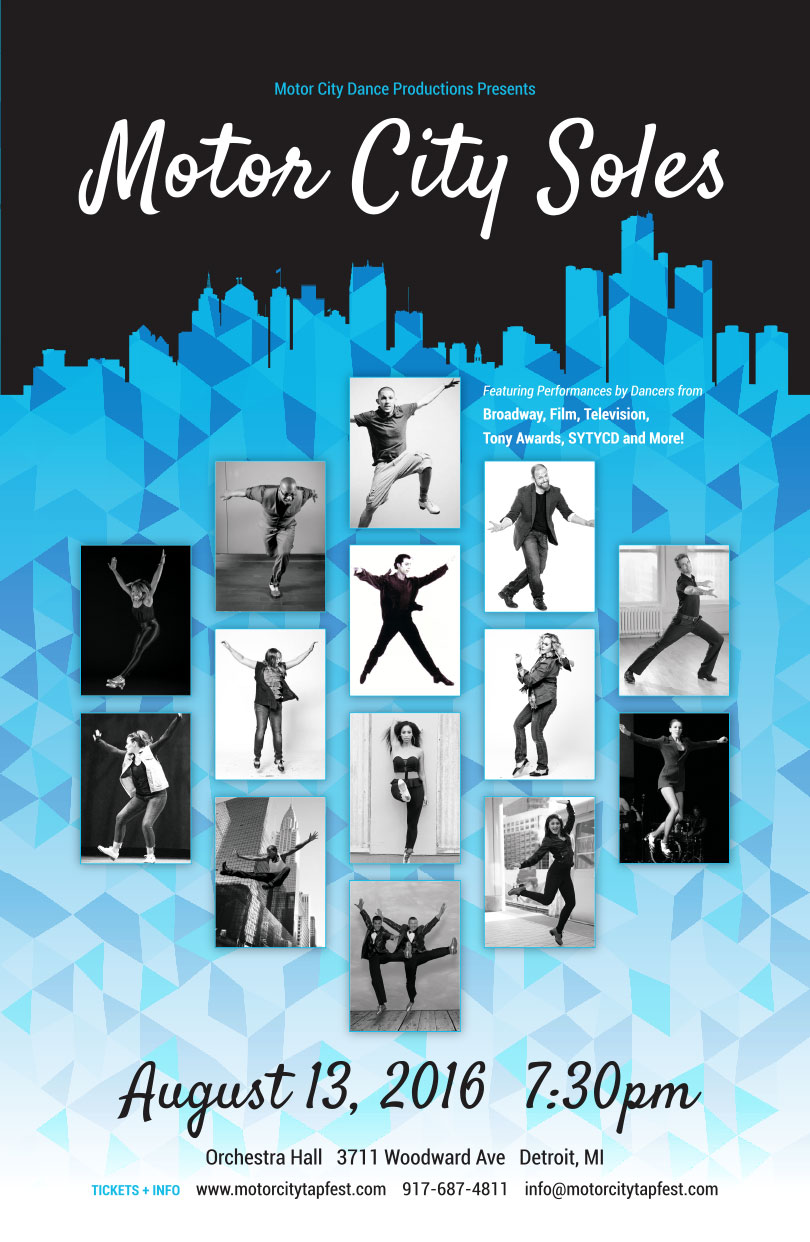 Motor City Dance Productions Presents
Motor City Soles
Featuring Performances by Dancers from
Broadway, Film, Television,
Tony Awards, SYTYCD and More!
August 13, 2016 7:30pm
Orchestra Hall 3711 Woodward Ave Detroit, MI
TICKETS + INFO www.motorcitytapfest.com 917-687-4811 info@motorcitytapfest.com